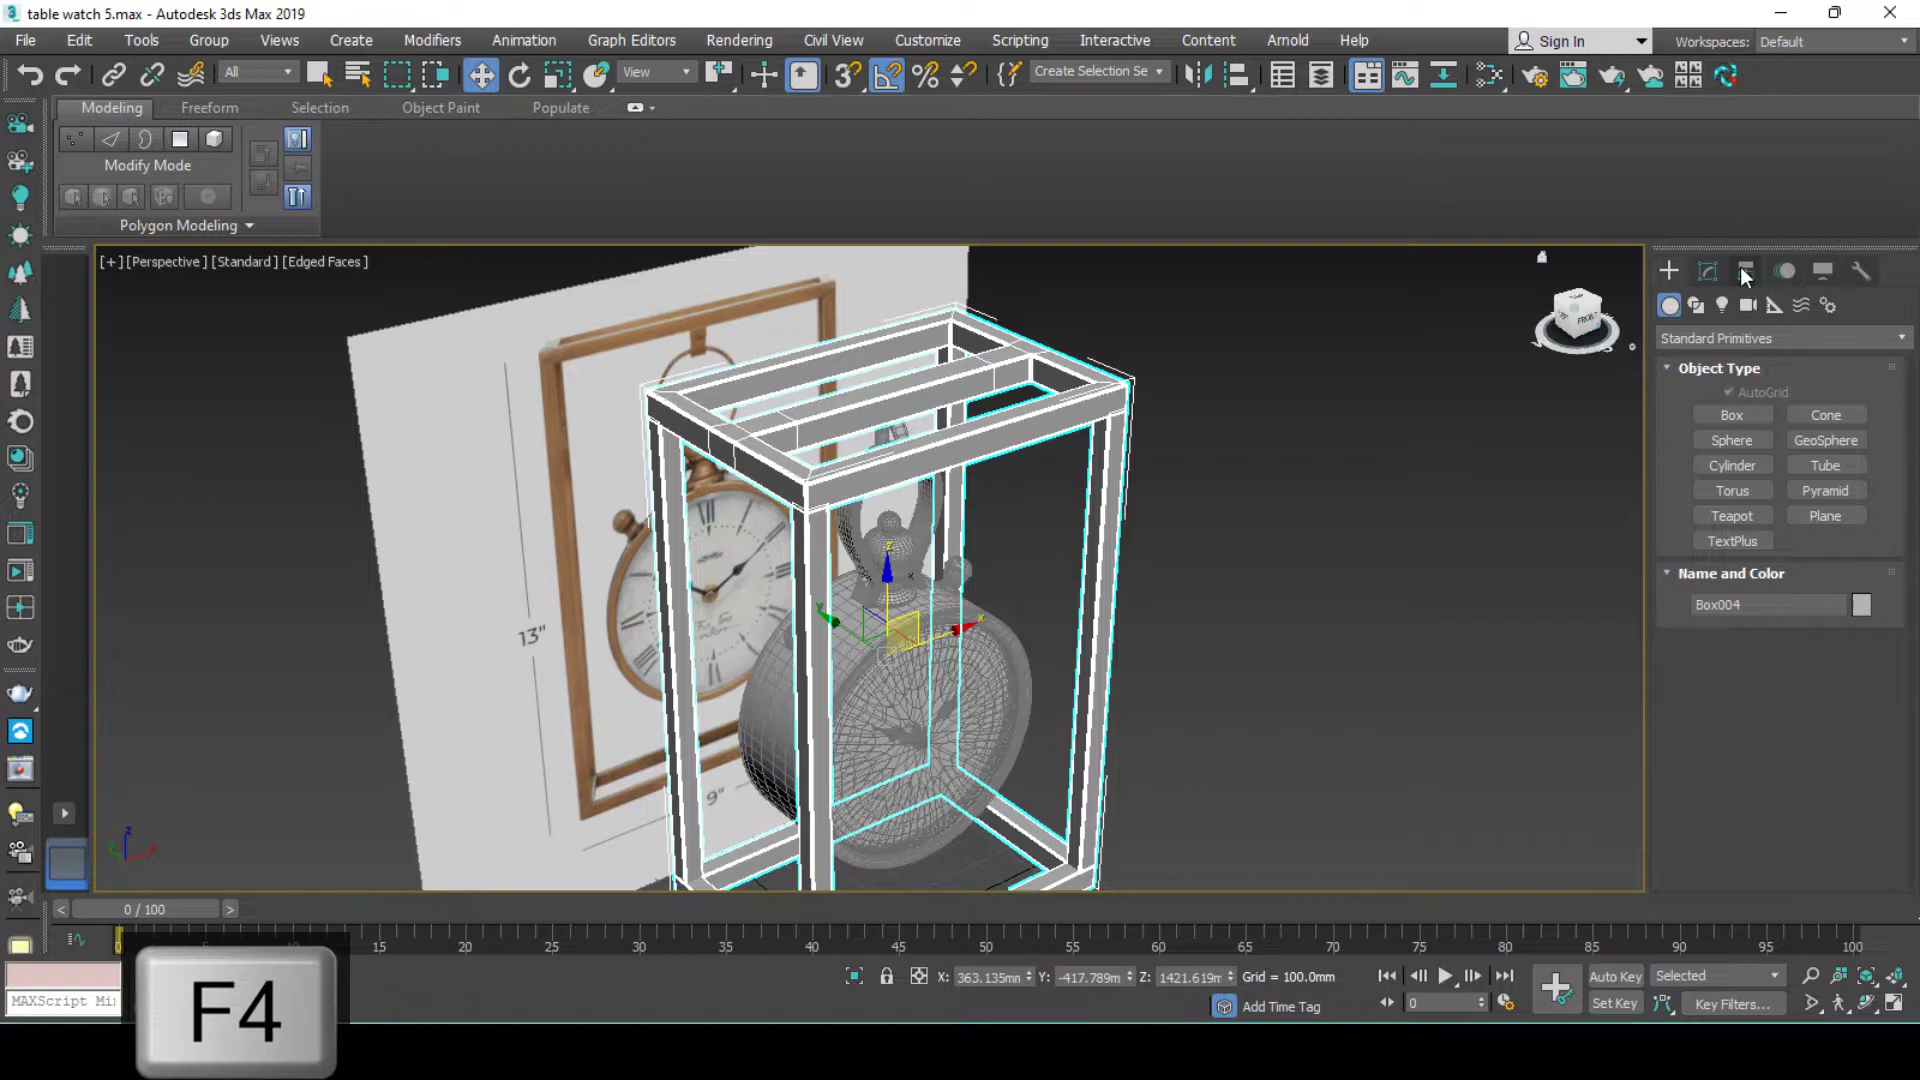 table watch 5.max - Autodesk 3ds Max 2019
File Edit Tools Group Views Create Modifiers Animation Graph Editors Rendering Civil View Customize Scripting Interactive Content Arnold Help Sign In Workspaces: Default
All View Create Selection Se
Modeling Freeform Selection Object Paint Populate
Modify Mode
Polygon Modeling
[+] [Perspective] [Standard] [Edged Faces]
FRONT
Standard Primitives
Object Type
AutoGrid
Box Cone
Sphere GeoSphere
Cylinder Tube
Torus Pyramid
Teapot Plane
TextPlus
Name and Color
Box004
13"
9"
z
y
x
0 / 100
0 5 15 20 25 30 35 40 45 50 55 60 65 70 75 80 85 90 95 100
X: 363.135mm Y: -417.789m Z: 1421.619m Grid = 100.0mm
Auto Key Selected
MAXScript Mi
Add Time Tag
0
Set Key Key Filters...
F4